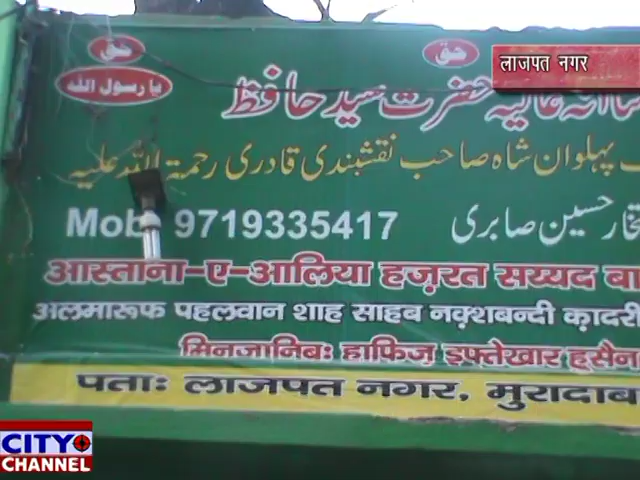 حق
حق
لاजपत नगर
یا رسول اللہ
عالیہ حضرت سید حافظ
پہلوان شاہ صاحب نقشبندی قادری رحمۃ اللہ علیہ
Mob 9719335417 حسین صابری
आस्ताना-ए-आलिया हज़रत सय्यद बा
अलमारूफ पहलवान शाह साहब नक़्शबन्दी क़ादरी
मिनजानिब: हाफिज़ इफ्तेखार हुसैन
पता: लाजपत नगर, मुरादाब
CITY
CHANNEL